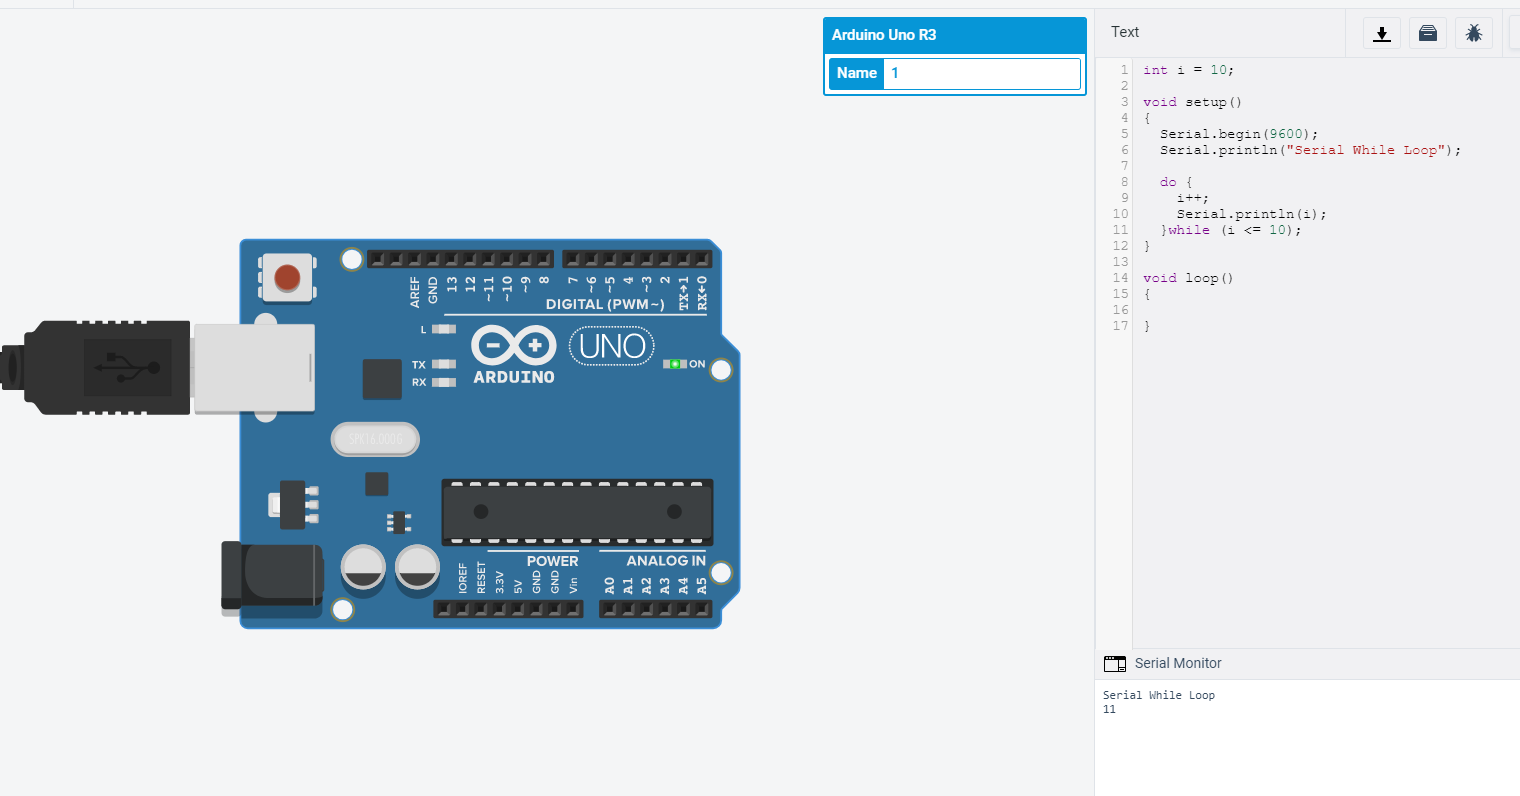 Arduino Uno R3
Name 1
Text
1 int i = 10;
2
3 void setup()
4 {
5 Serial.begin(9600);
6 Serial.println("Serial While Loop");
7
8 do {
9 i++;
10 Serial.println(i);
11 }while (i <= 10);
12 }
13
14 void loop()
15 {
16
17 }
AREF
GND
13
12
~11
~10
~9
8
7
~6
~5
4
~3
2
TX→1
RX←0
DIGITAL (PWM~)
L
TX
RX
ARDUINO
UNO
ON
SPK16.000G
POWER
ANALOG IN
IOREF
RESET
3.3V
5V
GND
GND
Vin
A0
A1
A2
A3
A4
A5
Serial Monitor
Serial While Loop
11